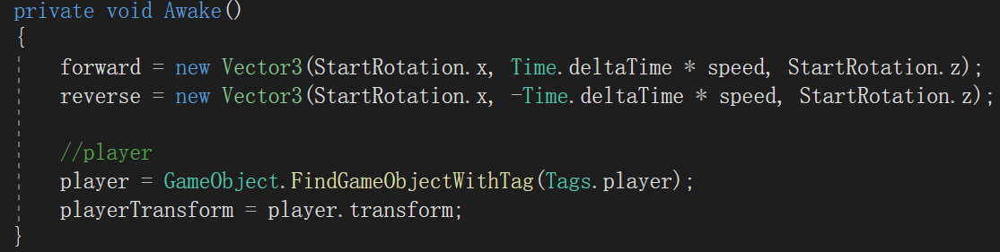 private void Awake()
{
forward = new Vector3(StartRotation.x, Time.deltaTime * speed, StartRotation.z);
reverse = new Vector3(StartRotation.x, -Time.deltaTime * speed, StartRotation.z);
//player
player = GameObject.FindGameObjectWithTag(Tags.player);
playerTransform = player.transform;
}